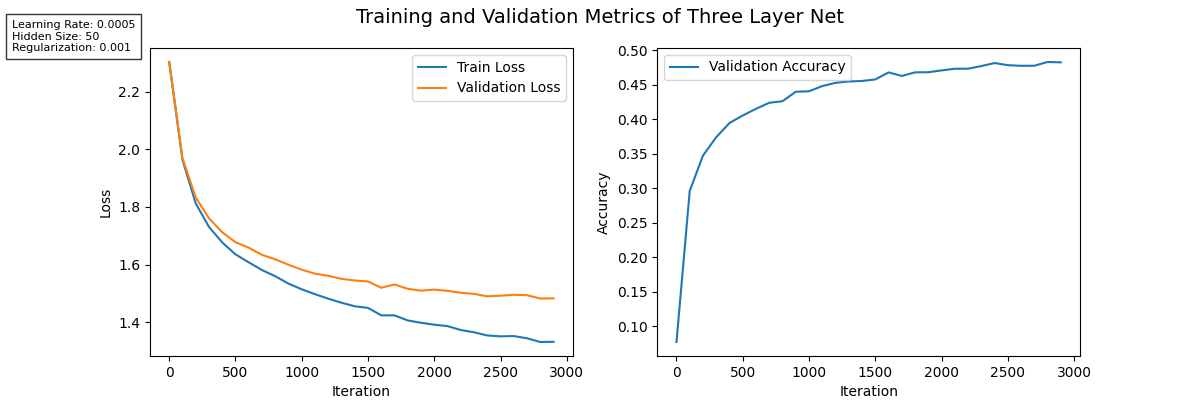 Training and Validation Metrics of Three Layer Net
Learning Rate: 0.0005
Hidden Size: 50
Regularization: 0.001
Train Loss
Validation Loss
Loss
2.2
2.0
1.8
1.6
1.4
0 500 1000 1500 2000 2500 3000
Iteration
Validation Accuracy
Accuracy
0.50
0.45
0.40
0.35
0.30
0.25
0.20
0.15
0.10
0 500 1000 1500 2000 2500 3000
Iteration